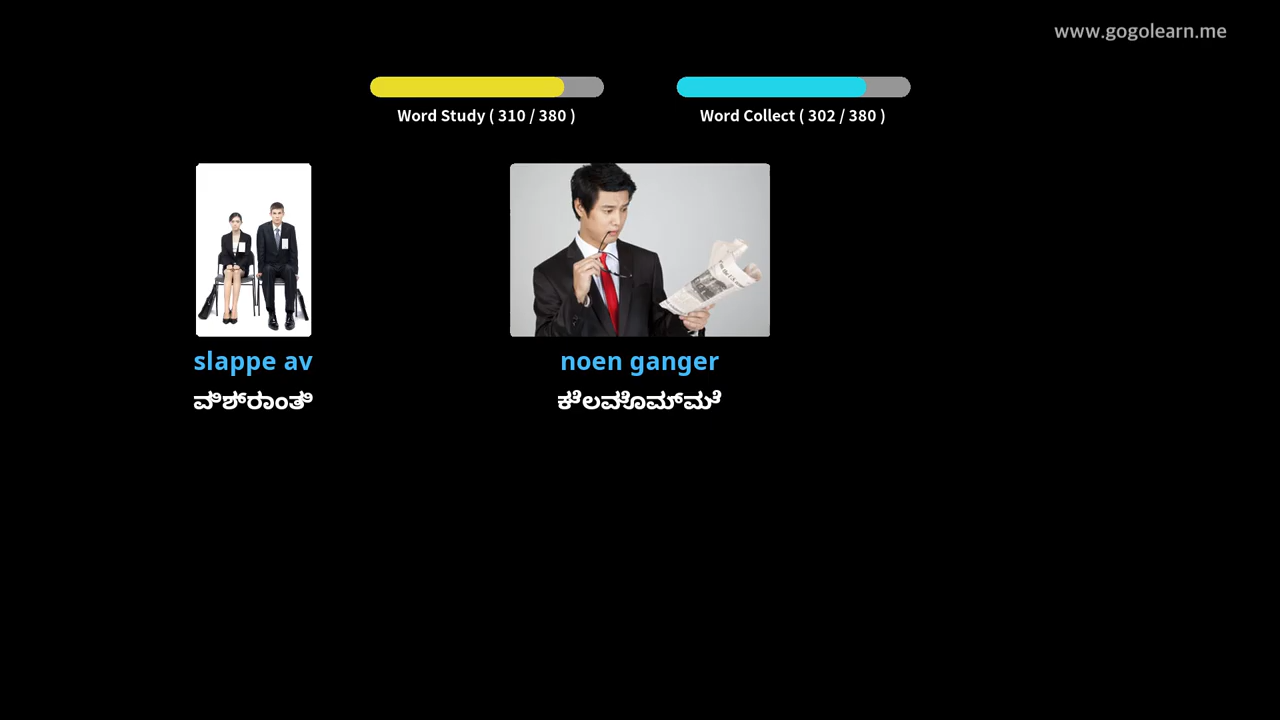 www.gogolearn.me
Word Study ( 310 / 380 )
Word Collect ( 302 / 380 )
slappe av
noen ganger
ವಿಶ್ರಾಂತಿ
ಕೆಲವೊಮ್ಮೆ